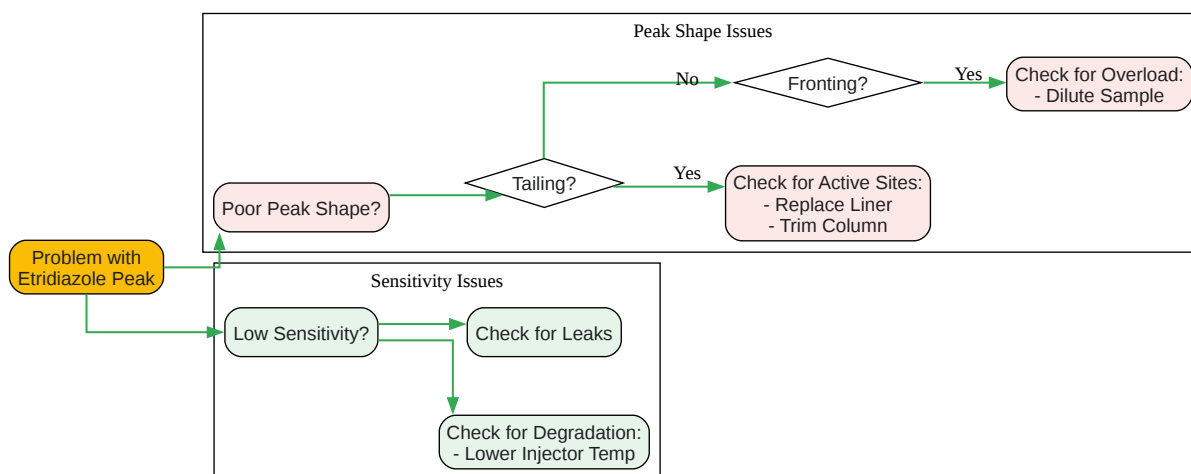 Peak Shape Issues
No
Fronting?
Yes
Check for Overload:
- Dilute Sample
Tailing?
Yes
Check for Active Sites:
- Replace Liner
- Trim Column
Poor Peak Shape?
Problem with
Etridiazole Peak
Sensitivity Issues
Low Sensitivity?
Check for Leaks
Check for Degradation:
- Lower Injector Temp